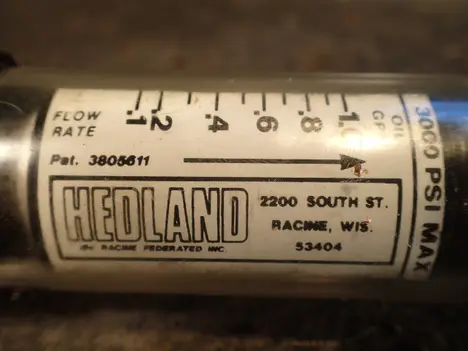 FLOW
RATE
.1 .2 .4 .6 .8 1.0
OIL
GP
Pat. 3805611
3000 PSI MAX
HEDLAND
RACINE FEDERATED INC.
2200 SOUTH ST.
RACINE, WIS.
53404